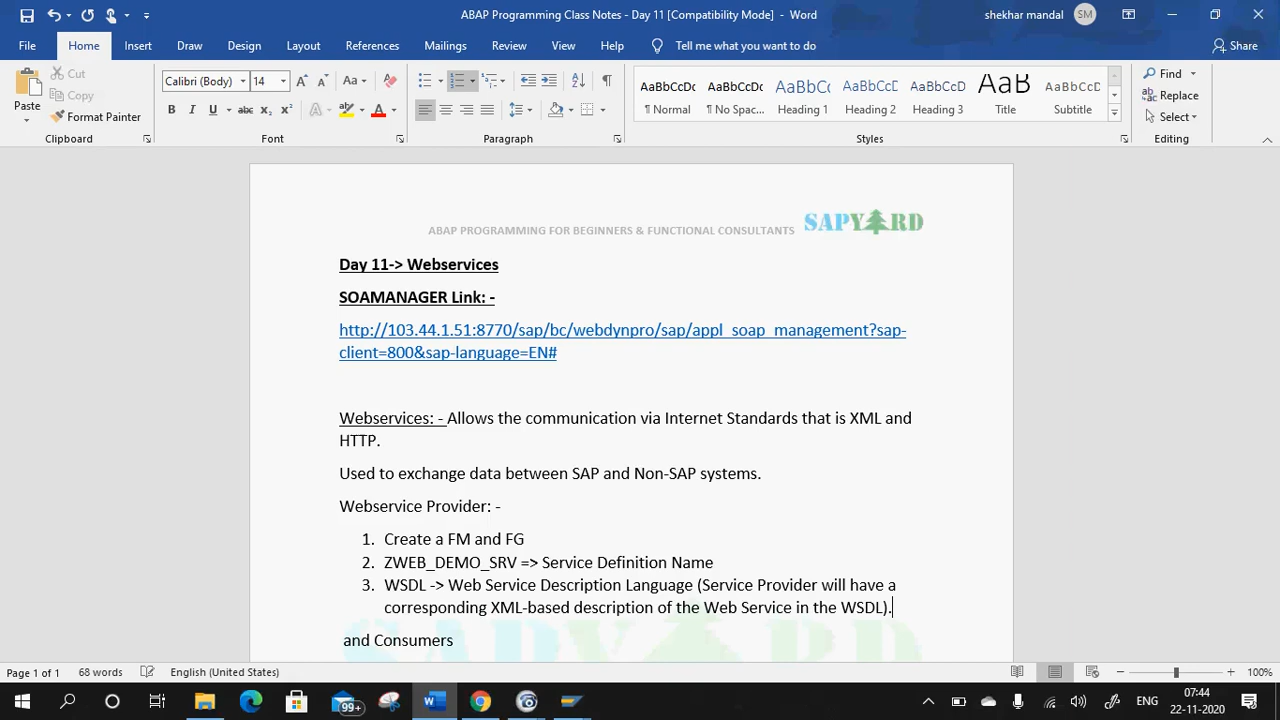 ABAP Programming Class Notes - Day 11 [Compatibility Mode] - Word
shekhar mandal SM
File Home Insert Draw Design Layout References Mailings Review View Help Tell me what you want to do Share
Paste
Cut
Copy
Format Painter
Clipboard
Calibri (Body) 14
Font
Paragraph
AaBbCcDc AaBbCcDc AaBbC AaBbCcD AaBbCcD AaB AaBbCcD
¶ Normal ¶ No Spac... Heading 1 Heading 2 Heading 3 Title Subtitle
Styles
Find
Replace
Select
Editing
ABAP PROGRAMMING FOR BEGINNERS & FUNCTIONAL CONSULTANTS SAPYARD
Day 11-> Webservices
SOAMANAGER Link: -
http://103.44.1.51:8770/sap/bc/webdynpro/sap/appl_soap_management?sap-
client=800&sap-language=EN#
Webservices: - Allows the communication via Internet Standards that is XML and
HTTP.
Used to exchange data between SAP and Non-SAP systems.
Webservice Provider: -
1. Create a FM and FG
2. ZWEB_DEMO_SRV => Service Definition Name
3. WSDL -> Web Service Description Language (Service Provider will have a
corresponding XML-based description of the Web Service in the WSDL).
and Consumers
SAPYARD
Page 1 of 1 68 words English (United States) 100%
99+
ENG
07:44
22-11-2020